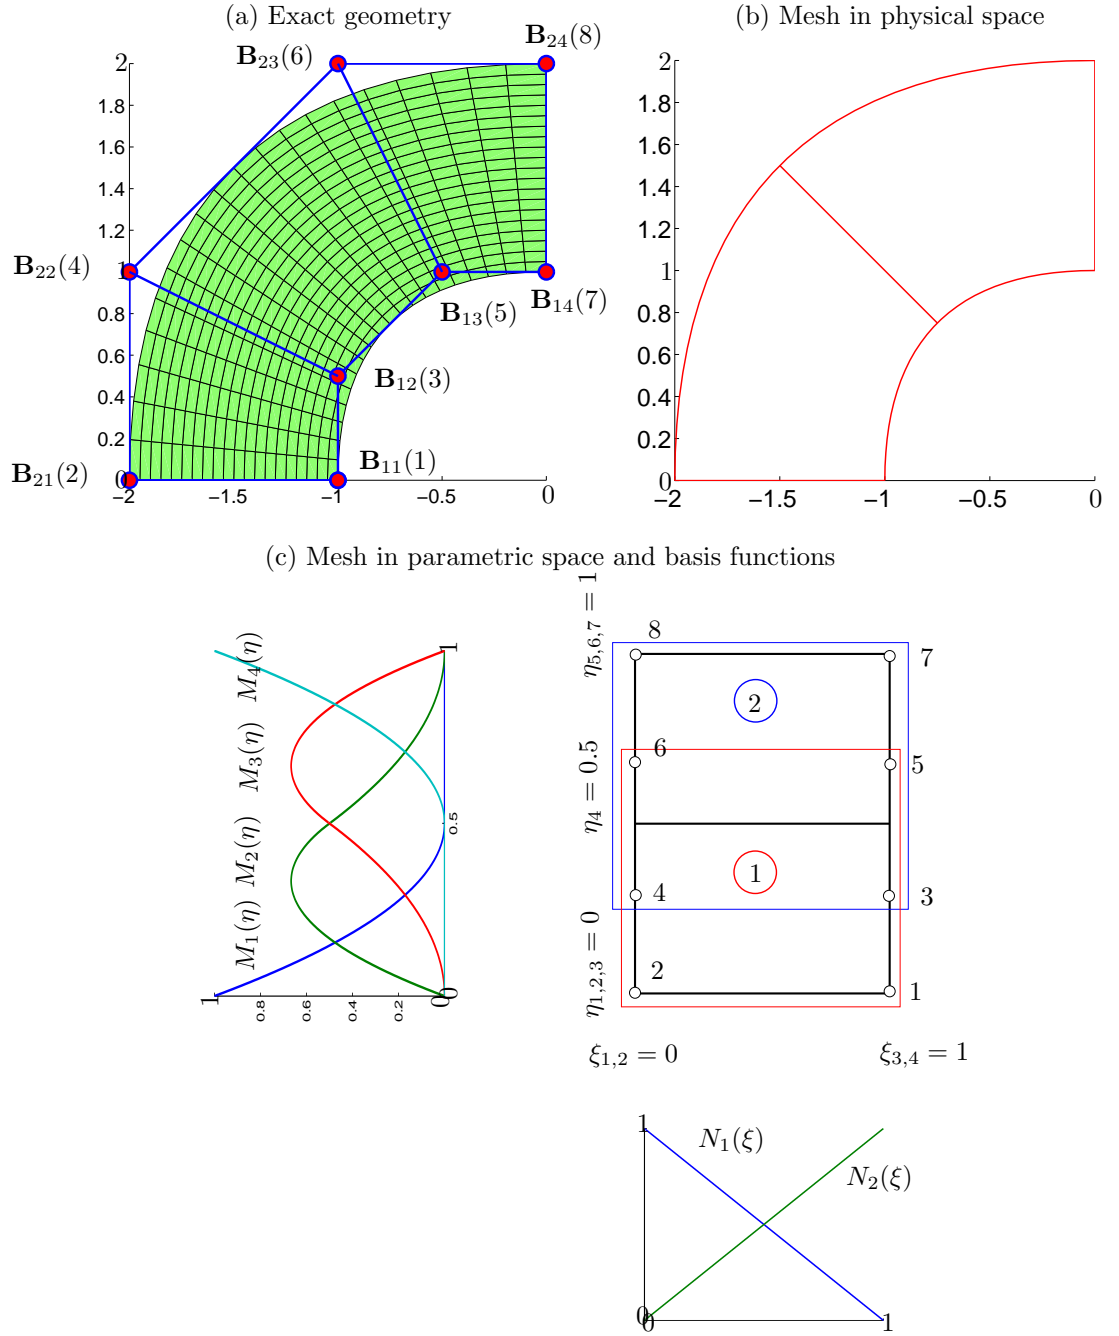 (a) Exact geometry
B₂₃(6)
B₂₄(8)
2
1.8
1.6
1.4
1.2
B₂₂(4)
1
0.8
0.6
0.4
0.2
B₁₃(5)
B₁₄(7)
B₁₂(3)
B₂₁(2)
0
B₁₁(1)
−2
−1.5
−1
−0.5
0
(b) Mesh in physical space
2
1.8
1.6
1.4
1.2
1
0.8
0.6
0.4
0.2
0
−2
−1.5
−1
−0.5
0
(c) Mesh in parametric space and basis functions
M₁(η)
M₂(η)
M₃(η)
M₄(η)
1
0.5
0
1
0.8
0.6
0.4
0.2
0
η₁,₂,₃ = 0
η₄ = 0.5
η₅,₆,₇ = 1
8
7
2
6
5
1
4
3
2
1
ξ₁,₂ = 0
ξ₃,₄ = 1
1
N₁(ξ)
N₂(ξ)
0
0
1